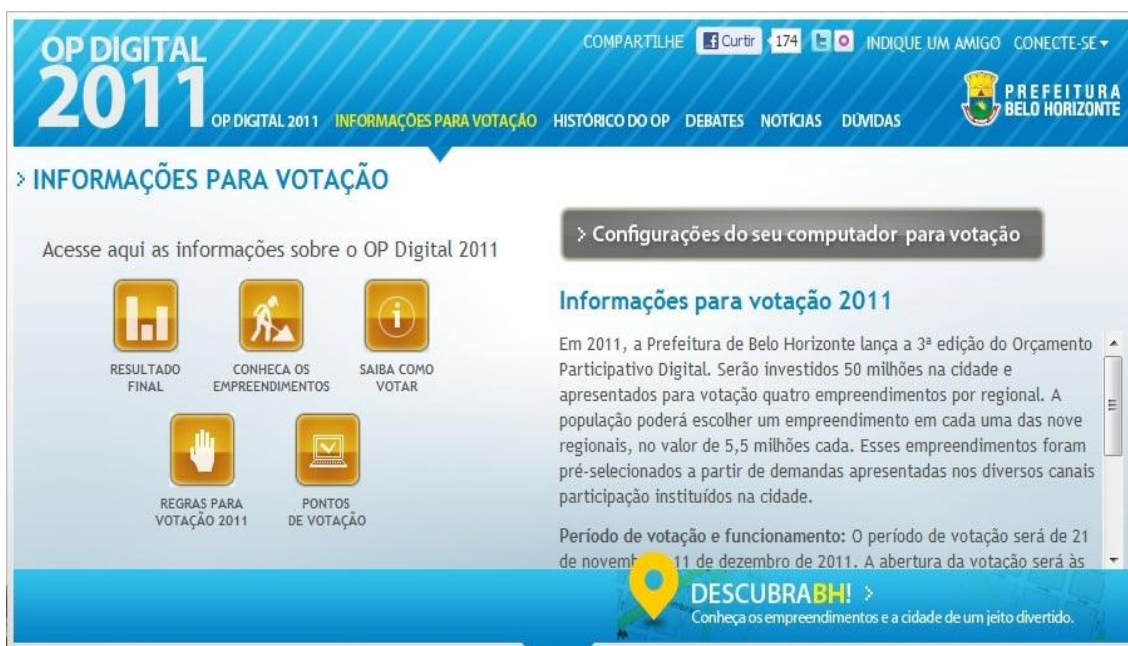 OP DIGITAL
2011
COMPARTILHE Curtir 174 INDIQUE UM AMIGO CONECTE-SE
PREFEITURA
BELO HORIZONTE
OP DIGITAL 2011 INFORMAÇÕES PARA VOTAÇÃO HISTÓRICO DO OP DEBATES NOTÍCIAS DÚVIDAS
INFORMAÇÕES PARA VOTAÇÃO
Acesse aqui as informações sobre o OP Digital 2011
RESULTADO
FINAL
CONHECA OS
EMPREENDIMENTOS
SAIBA COMO
VOTAR
REGRAS PARA
VOTAÇÃO 2011
PONTOS
DE VOTAÇÃO
Configurações do seu computador para votação
Informações para votação 2011
Em 2011, a Prefeitura de Belo Horizonte lança a 3ª edição do Orçamento
Participativo Digital. Serão investidos 50 milhões na cidade e
apresentados para votação quatro empreendimentos por regional. A
população poderá escolher um empreendimento em cada uma das nove
regionais, no valor de 5,5 milhões cada. Esses empreendimentos foram
pré-selecionados a partir de demandas apresentadas nos diversos canais
participação instituídos na cidade.
Período de votação e funcionamento: O período de votação será de 21
de novemb 11 de dezembro de 2011. A abertura da votação será às
DESCUBRABH!
Conheça os empreendimentos e a cidade de um jeito divertido.